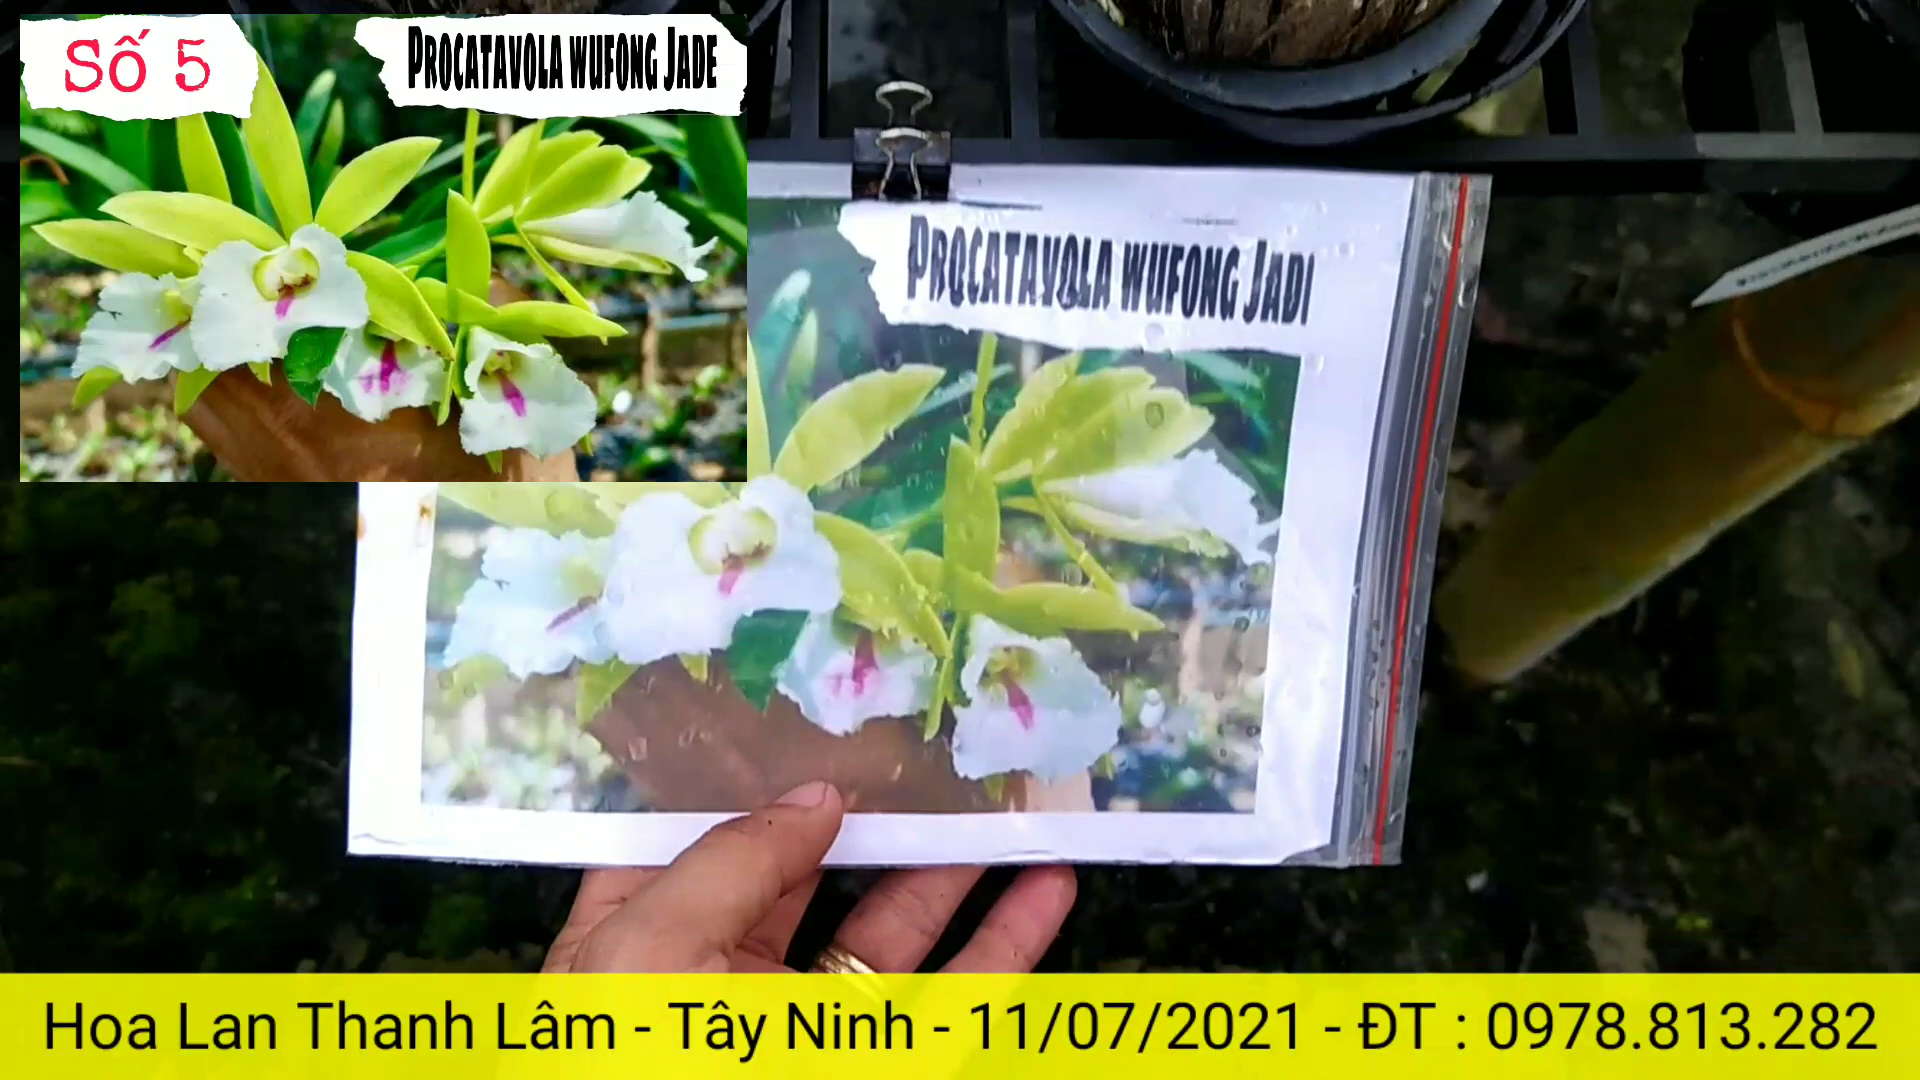 Số 5
PROCATAVOLA WUFONG JADE
PROCATAVOLA WUFONG JADI
Hoa Lan Thanh Lâm - Tây Ninh - 11/07/2021 - ĐT : 0978.813.282